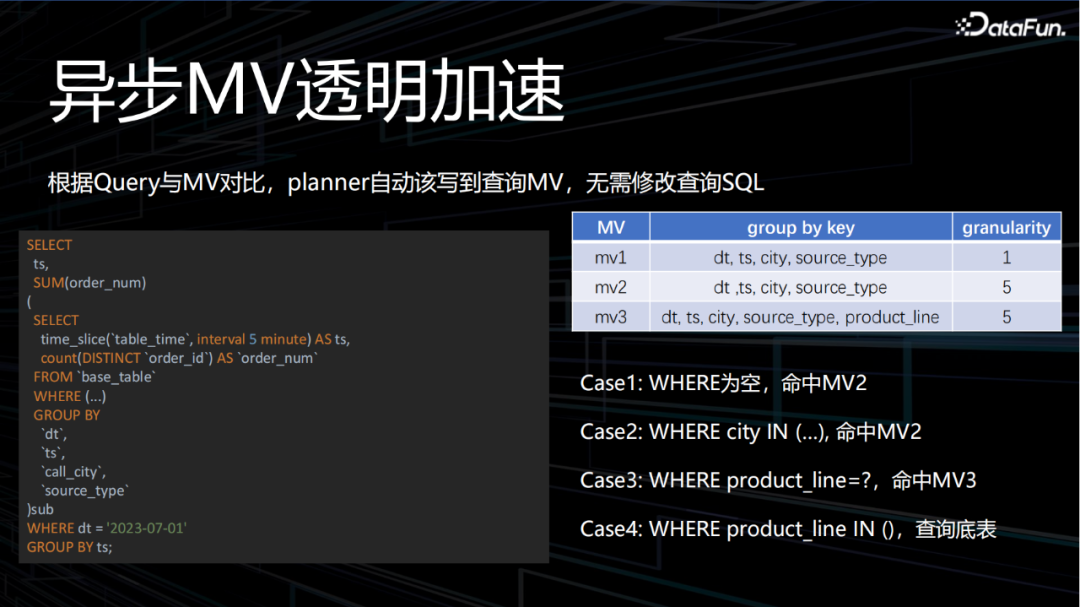 DataFun.
异步MV透明加速
根据Query与MV对比，planner自动该写到查询MV，无需修改查询SQL
SELECT
ts,
SUM(order_num)
(
SELECT
time_slice(`table_time`, interval 5 minute) AS ts,
count(DISTINCT `order_id`) AS `order_num`
FROM `base_table`
WHERE (...)
GROUP BY
`dt`,
`ts`,
`call_city`,
`source_type`
)sub
WHERE dt = '2023-07-01'
GROUP BY ts;
MV group by key granularity
mv1 dt, ts, city, source_type 1
mv2 dt ,ts, city, source_type 5
mv3 dt, ts, city, source_type, product_line 5
Case1: WHERE为空，命中MV2
Case2: WHERE city IN (...), 命中MV2
Case3: WHERE product_line=?，命中MV3
Case4: WHERE product_line IN ()，查询底表